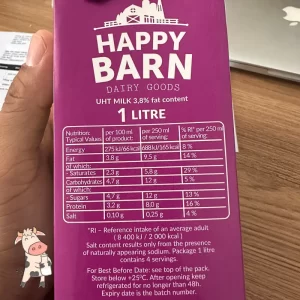 HAPPY
BARN
DAIRY GOODS
UHT MILK 3,8% fat content
1 LITRE
Nutrition: per 100 ml per 250 ml % RI* per 250 ml
Typical Values of product: of serving: of serving:
Energy 275 kJ/66 kcal 688 kJ/165 kcal 8 %
Fat 3,8 g 9,5 g 14 %
of which:
- Saturates 2,3 g 5,8 g 29 %
Carbohydrates 4,7 g 12 g 5 %
of which:
- Sugars 4,7 g 12 g 13 %
Protein 3,2 g 8,0 g 16 %
Salt 0,10 g 0,25 g 4 %
*RI – Reference intake of an average adult
(8 400 kJ / 2 000 kcal)
Salt content results only from the presence
of naturally appearing sodium. Package 1 litre
contains 4 servings.
For Best Before Date: see top of the pack.
Store below +25°C. After opening keep
refrigerated for no longer than 48h.
Expiry date is the batch number.